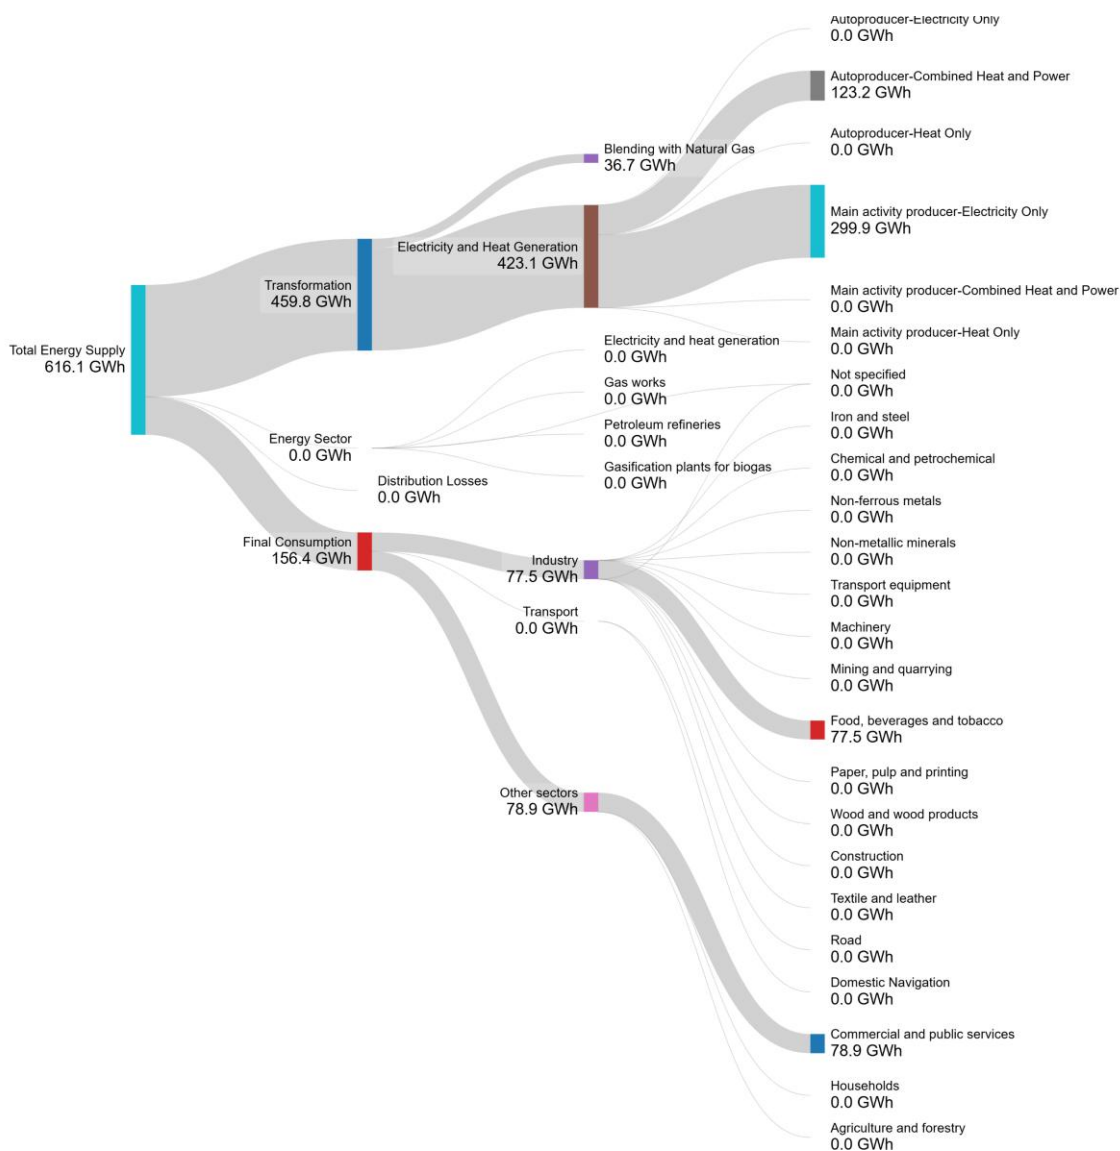 Total Energy Supply
616.1 GWh
Transformation
459.8 GWh
Energy Sector
0.0 GWh
Distribution Losses
0.0 GWh
Final Consumption
156.4 GWh
Blending with Natural Gas
36.7 GWh
Electricity and Heat Generation
423.1 GWh
Electricity and heat generation
0.0 GWh
Gas works
0.0 GWh
Petroleum refineries
0.0 GWh
Gasification plants for biogas
0.0 GWh
Industry
77.5 GWh
Transport
0.0 GWh
Other sectors
78.9 GWh
Autoproducer-Electricity Only
0.0 GWh
Autoproducer-Combined Heat and Power
123.2 GWh
Autoproducer-Heat Only
0.0 GWh
Main activity producer-Electricity Only
299.9 GWh
Main activity producer-Combined Heat and Power
0.0 GWh
Main activity producer-Heat Only
0.0 GWh
Not specified
0.0 GWh
Iron and steel
0.0 GWh
Chemical and petrochemical
0.0 GWh
Non-ferrous metals
0.0 GWh
Non-metallic minerals
0.0 GWh
Transport equipment
0.0 GWh
Machinery
0.0 GWh
Mining and quarrying
0.0 GWh
Food, beverages and tobacco
77.5 GWh
Paper, pulp and printing
0.0 GWh
Wood and wood products
0.0 GWh
Construction
0.0 GWh
Textile and leather
0.0 GWh
Road
0.0 GWh
Domestic Navigation
0.0 GWh
Commercial and public services
78.9 GWh
Households
0.0 GWh
Agriculture and forestry
0.0 GWh